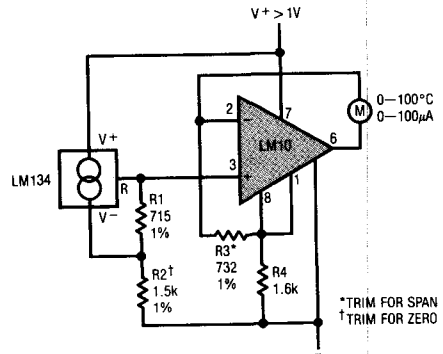 V+ > 1V
2
7
LM10
6
M
0—100°C
0—100μA
3
V+
LM134
R
V−
8
1
R1
715
1%
R3*
732
1%
R2†
1.5k
1%
R4
1.6k
*TRIM FOR SPAN
†TRIM FOR ZERO